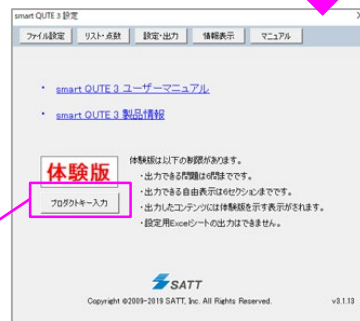 smart QUTE 3 設定
ファイル設定 リスト・点数 設定・出力 情報表示 マニュアル
・ smart QUTE 3 ユーザーマニュアル
・ smart QUTE 3 製品情報
体験版
体験版は以下の制限があります。
・出力できる問題は6問までです。
・出力できる自由表示は6セクションまでです。
・出力したコンテンツには体験版を示す表示がされます。
・設定用Excelシートの出力はできません。
プロダクトキー入力
SATT
Copyright ©2009-2019 SATT, Inc. All Rights Reserved.
v3.1.13